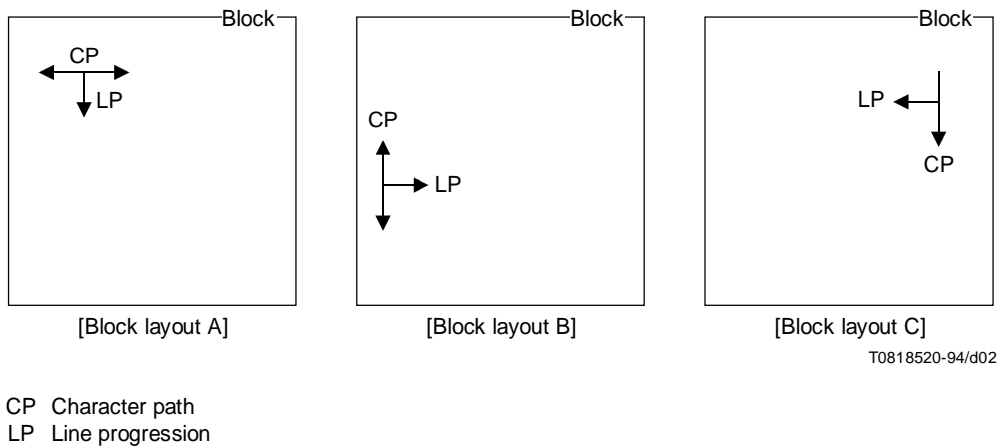 Block Block Block
CP
LP
CP
LP
LP
CP
[Block layout A] [Block layout B] [Block layout C]
T0818520-94/d02
CP Character path
LP Line progression